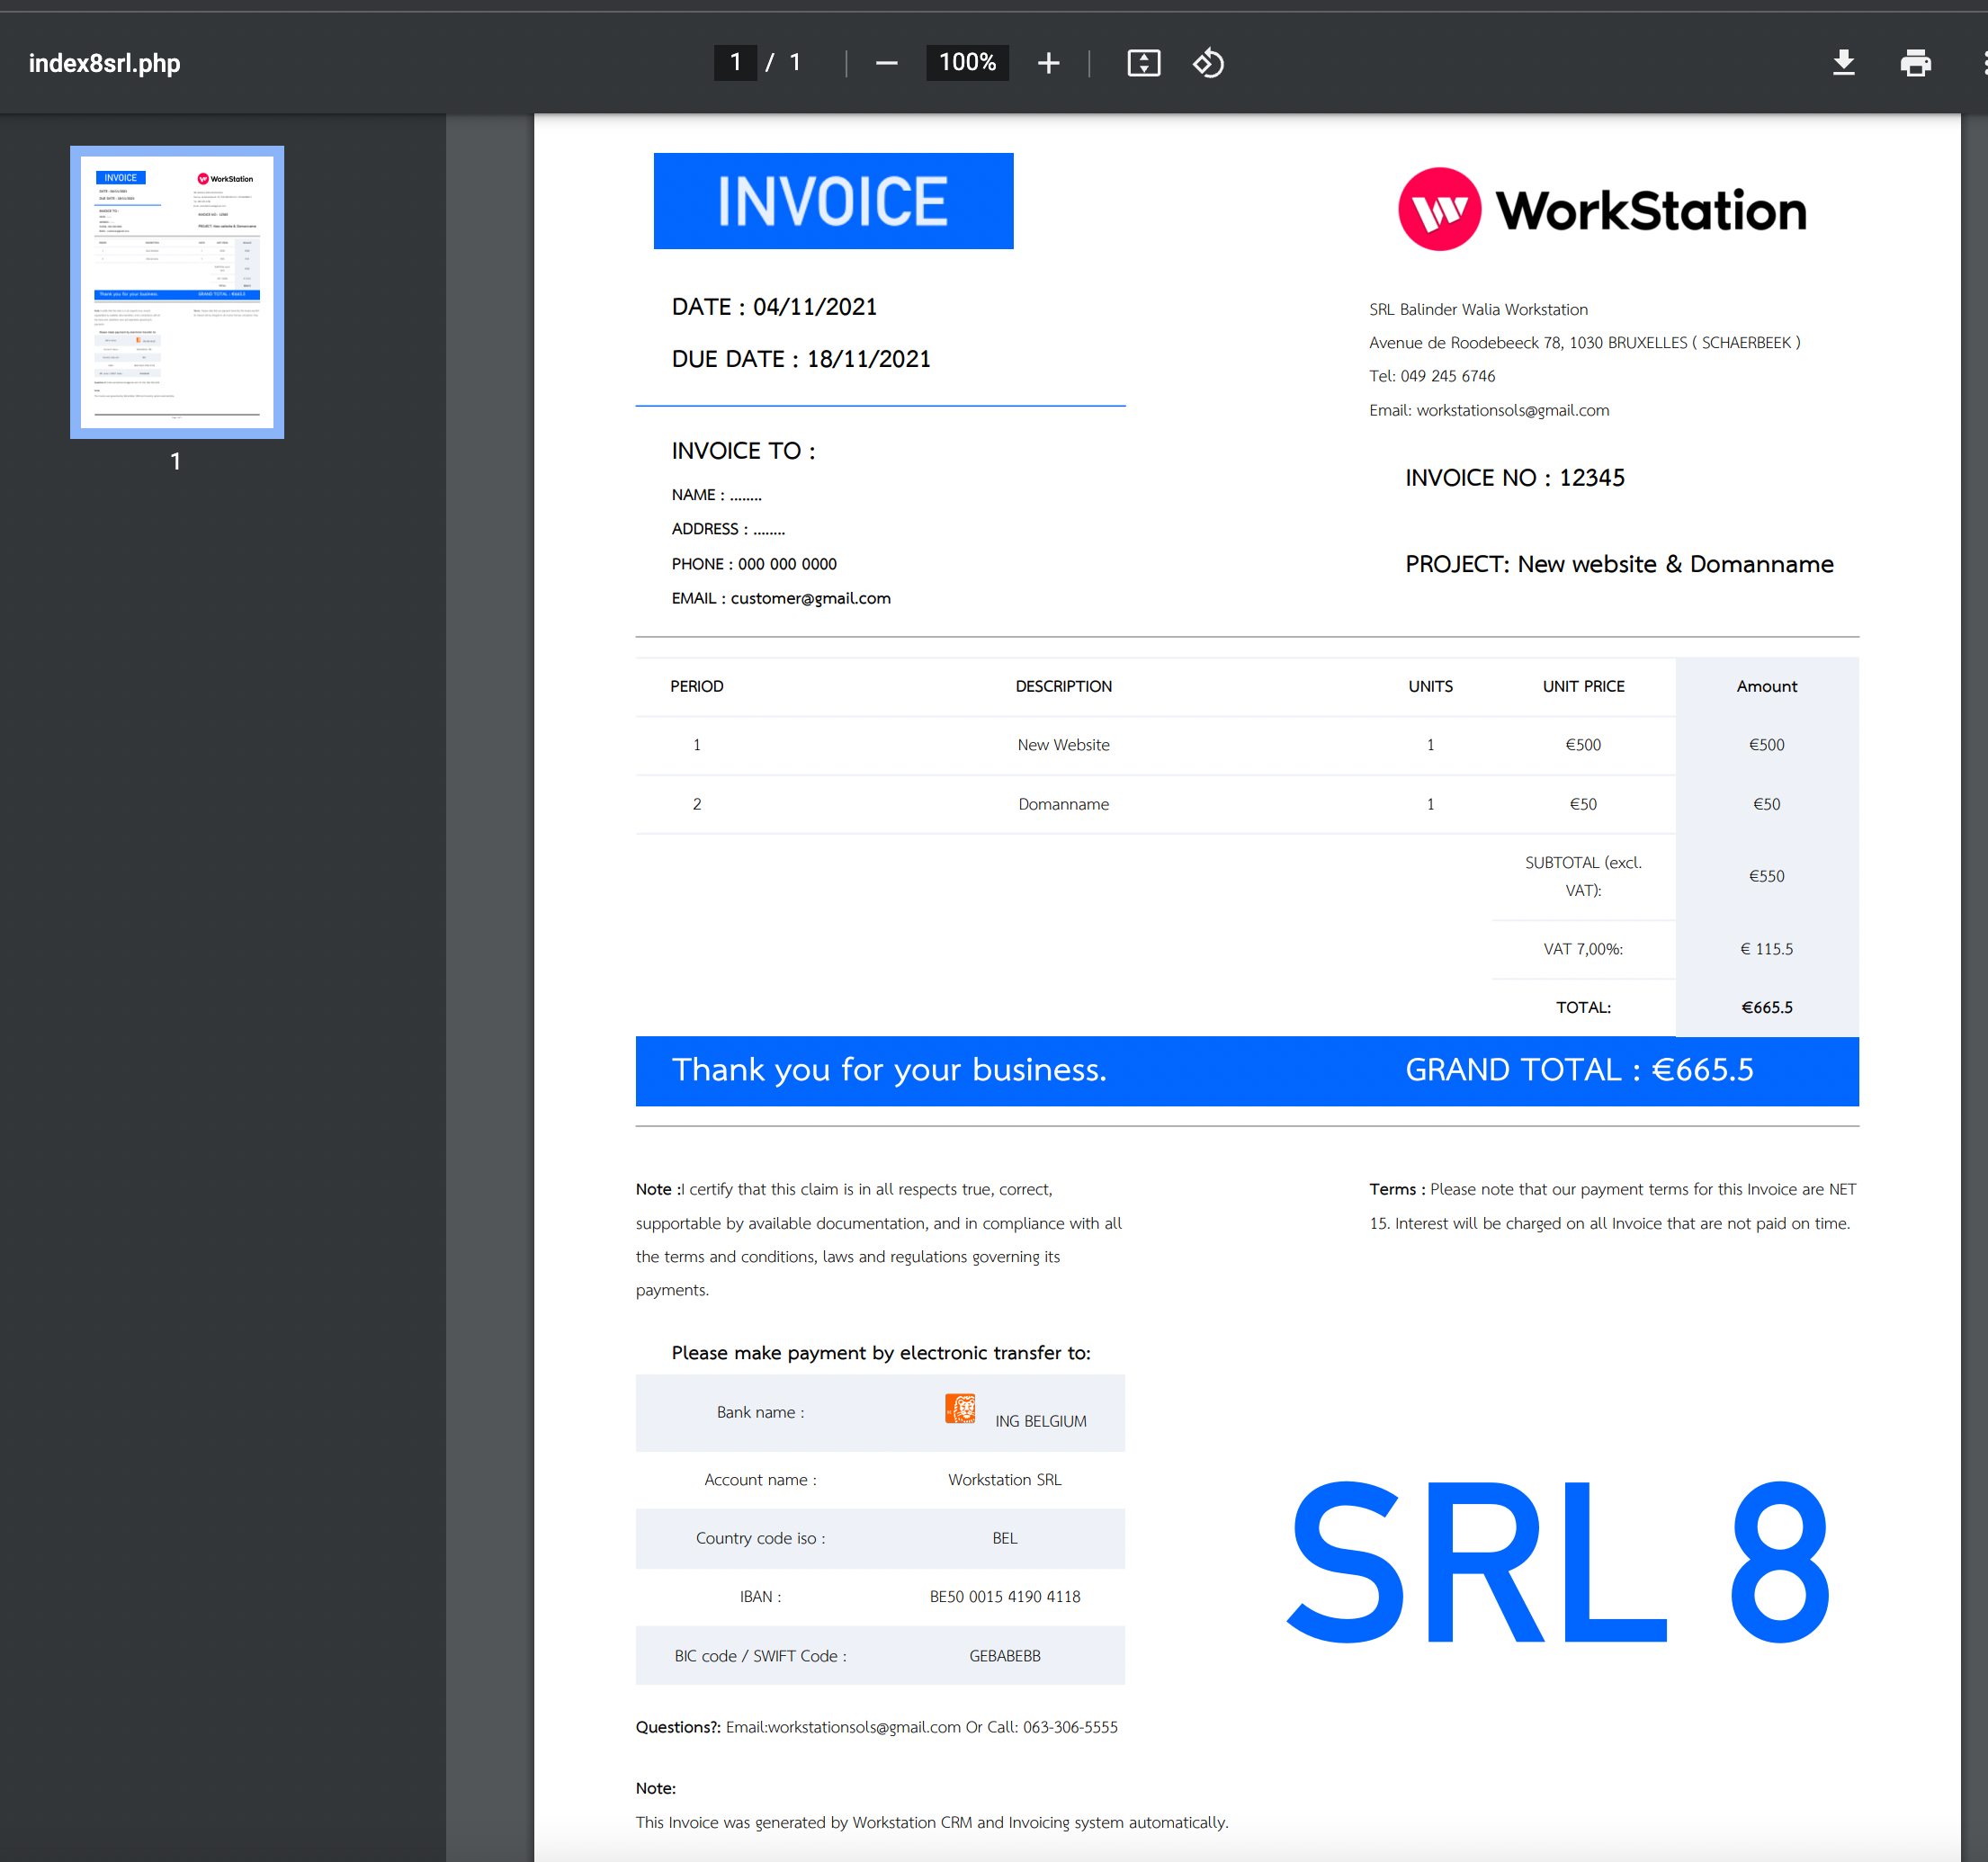 index8srl.php
1 / 1
100%
1
INVOICE
WorkStation
DATE : 04/11/2021
DUE DATE : 18/11/2021
SRL Balinder Walia Workstation
Avenue de Roodebeeck 78, 1030 BRUXELLES ( SCHAERBEEK )
Tel: 049 245 6746
Email: workstationsols@gmail.com
INVOICE TO :
NAME : ........
ADDRESS : ........
PHONE : 000 000 0000
EMAIL : customer@gmail.com
INVOICE NO : 12345
PROJECT: New website & Domanname
PERIOD DESCRIPTION UNITS UNIT PRICE Amount
1 New Website 1 €500 €500
2 Domanname 1 €50 €50
SUBTOTAL (excl.
VAT): €550
VAT 7,00%: € 115.5
TOTAL: €665.5
Thank you for your business. GRAND TOTAL : €665.5
Note :I certify that this claim is in all respects true, correct,
supportable by available documentation, and in compliance with all
the terms and conditions, laws and regulations governing its
payments.
Terms : Please note that our payment terms for this Invoice are NET
15. Interest will be charged on all Invoice that are not paid on time.
Please make payment by electronic transfer to:
Bank name : ING BELGIUM
Account name : Workstation SRL
Country code iso : BEL
IBAN : BE50 0015 4190 4118
BIC code / SWIFT Code : GEBABEBB
SRL 8
Questions?: Email:workstationsols@gmail.com Or Call: 063-306-5555
Note:
This Invoice was generated by Workstation CRM and Invoicing system automatically.